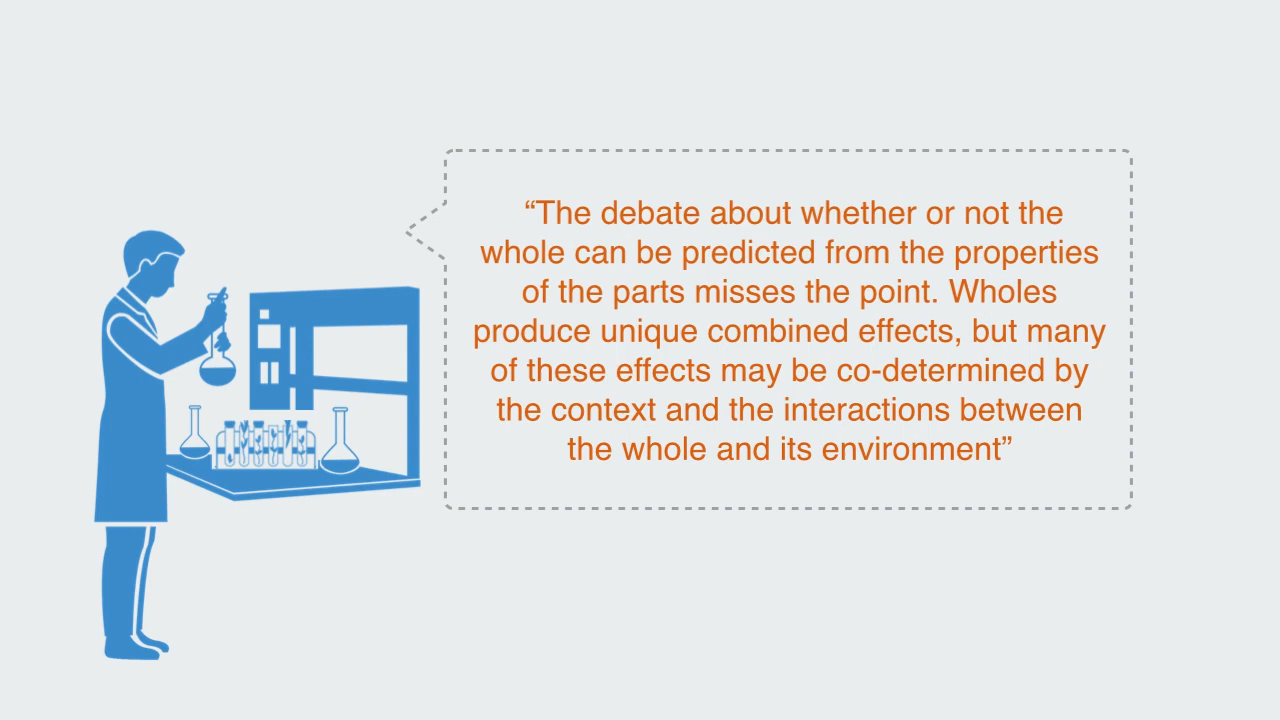 “The debate about whether or not the
whole can be predicted from the properties
of the parts misses the point. Wholes
produce unique combined effects, but many
of these effects may be co-determined by
the context and the interactions between
the whole and its environment”